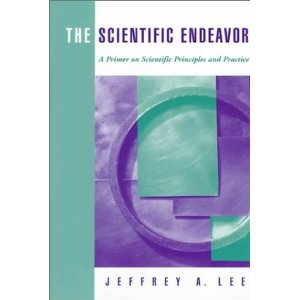 THE SCIENTIFIC ENDEAVOR
A Primer on Scientific Principles and Practice
JEFFREY A. LEE